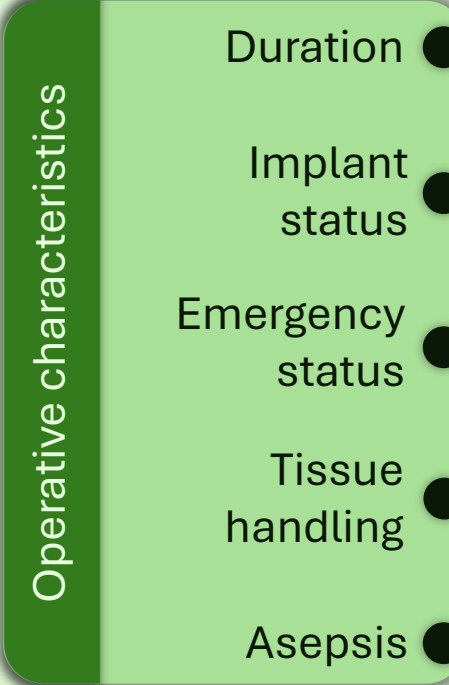 Operative characteristics
Duration
Implant
status
Emergency
status
Tissue
handling
Asepsis